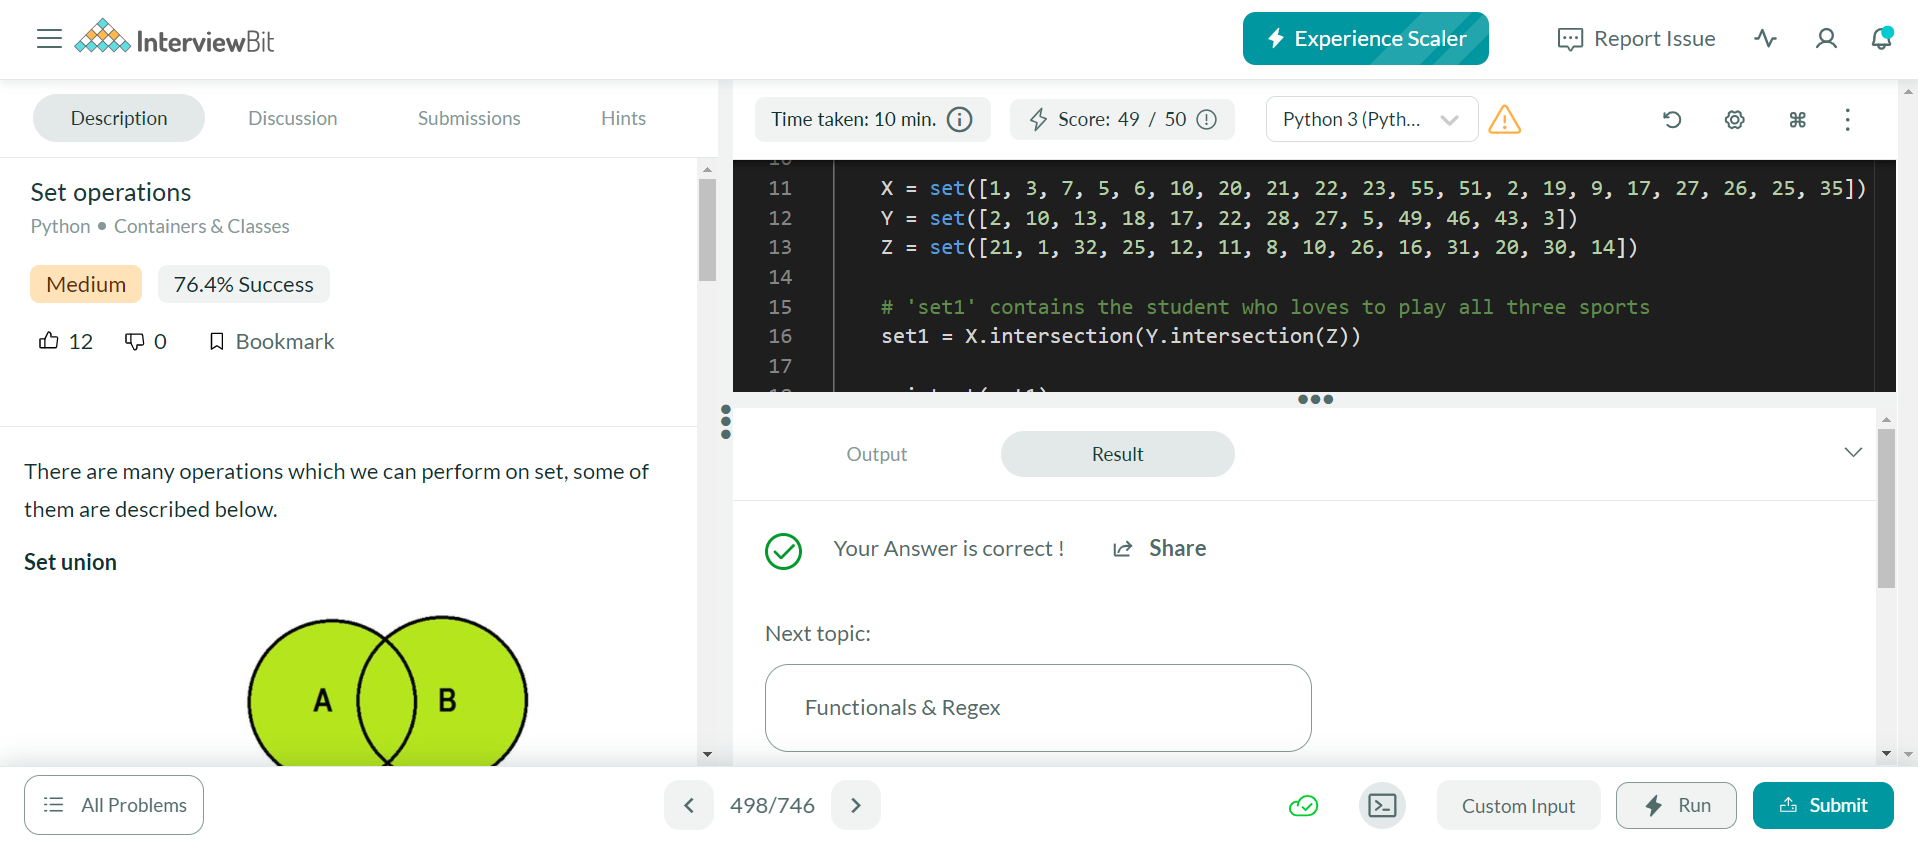 InterviewBit
Experience Scaler
Report Issue
Description
Discussion
Submissions
Hints
Time taken: 10 min.
Score: 49 / 50
Python 3 (Pyth...
Set operations
Python • Containers & Classes
Medium
76.4% Success
12
0
Bookmark
There are many operations which we can perform on set, some of
them are described below.
Set union
A
B
11 X = set([1, 3, 7, 5, 6, 10, 20, 21, 22, 23, 55, 51, 2, 19, 9, 17, 27, 26, 25, 35])
12 Y = set([2, 10, 13, 18, 17, 22, 28, 27, 5, 49, 46, 43, 3])
13 Z = set([21, 1, 32, 25, 12, 11, 8, 10, 26, 16, 31, 20, 30, 14])
14
15 # 'set1' contains the student who loves to play all three sports
16 set1 = X.intersection(Y.intersection(Z))
17
Output
Result
Your Answer is correct !
Share
Next topic:
Functionals & Regex
All Problems
498/746
Custom Input
Run
Submit